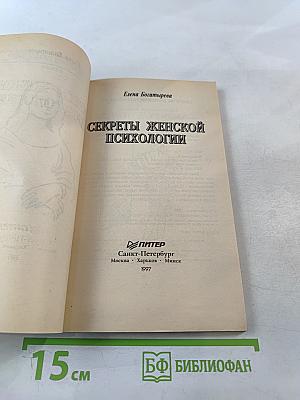 Елена Богатырева
СЕКРЕТЫ ЖЕНСКОЙ
ПСИХОЛОГИИ
ПИТЕР
Санкт-Петербург
Москва · Харьков · Минск
1997
15 см
БФ БИБЛИОФАН